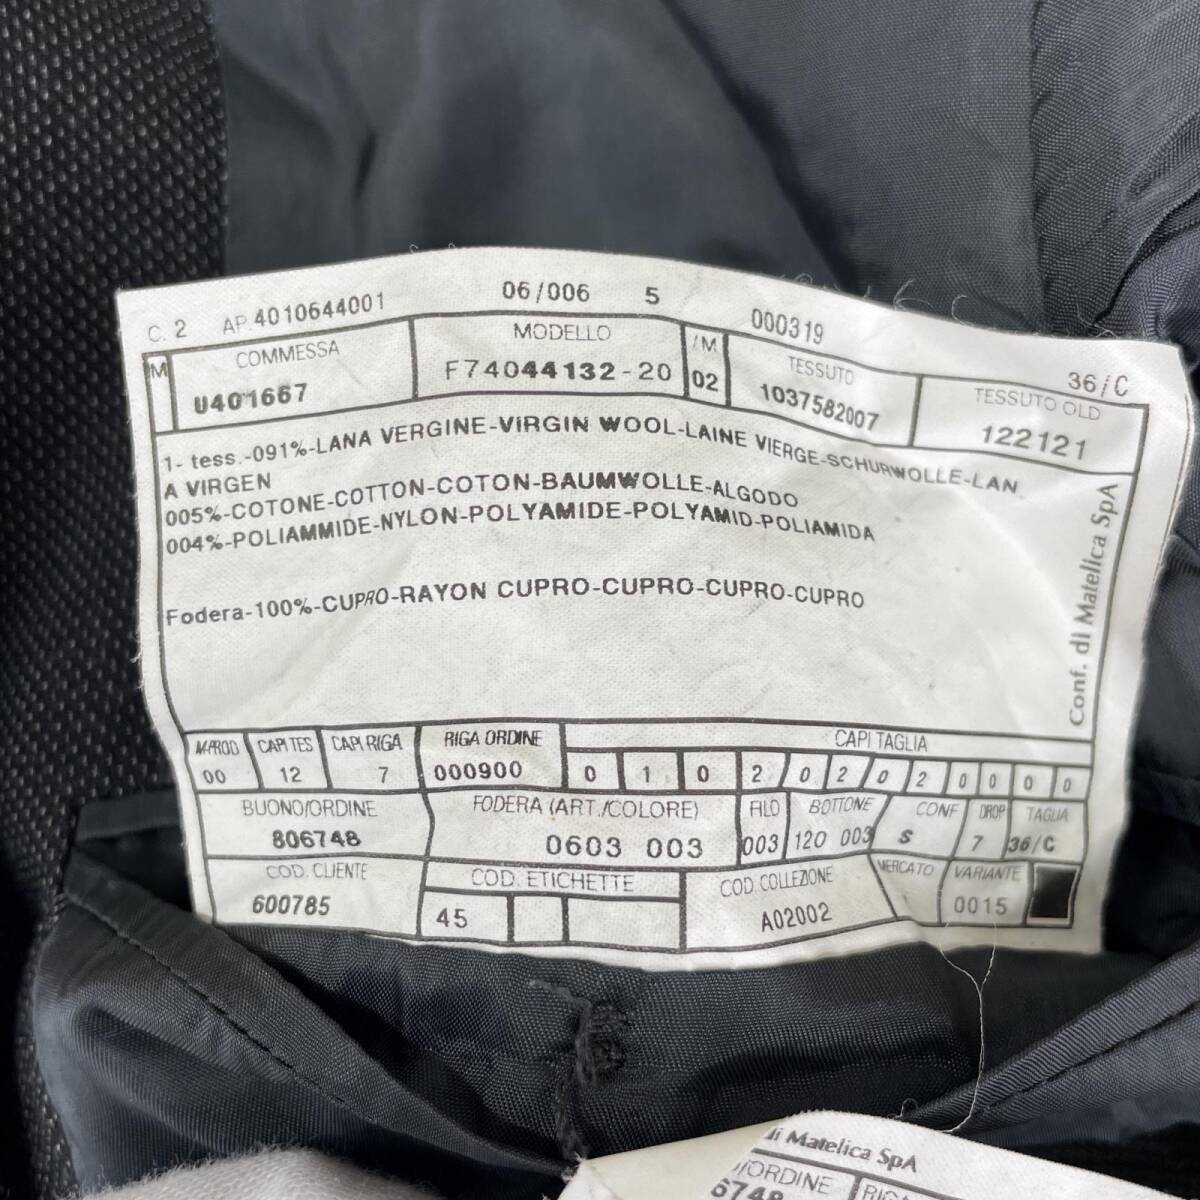 C. 2 AP. 4010644001 06/006 5 000319 36/C
M COMMESSA MODELLO /M TESSUTO TESSUTO OLD
U401667 F74044132-20 02 1037582007 122121
1- tess.-091%-LANA VERGINE-VIRGIN WOOL-LAINE VIERGE-SCHURWOLLE-LAN
A VIRGEN
005%-COTONE-COTTON-COTON-BAUMWOLLE-ALGODO
004%-POLIAMMIDE-NYLON-POLYAMIDE-POLYAMID-POLIAMIDA
Fodera-100%-CUPRO-RAYON CUPRO-CUPRO-CUPRO-CUPRO
Conf. di Matelica SpA
M-PROD CAPI TES CAPI RIGA RIGA ORDINE CAPI TAGLIA
00 12 7 000900 0 1 0 2 0 2 0 2 0 0 0 0
BUONO/ORDINE FODERA (ART./COLORE) FILO BOTTONE CONF DROP TAGLIA
806748 0603 003 003 120 003 S 7 36/C
COD. CLIENTE COD. ETICHETTE COD. COLLEZIONE MERCATO VARIANTE
600785 45 A02002 0015
di Matelica SpA
/ORDINE RIGA
6748